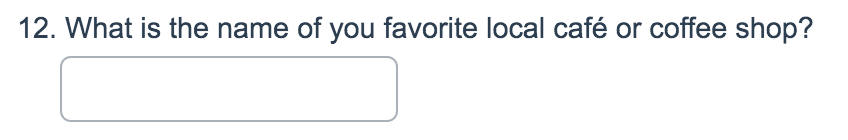 12. What is the name of you favorite local café or coffee shop?